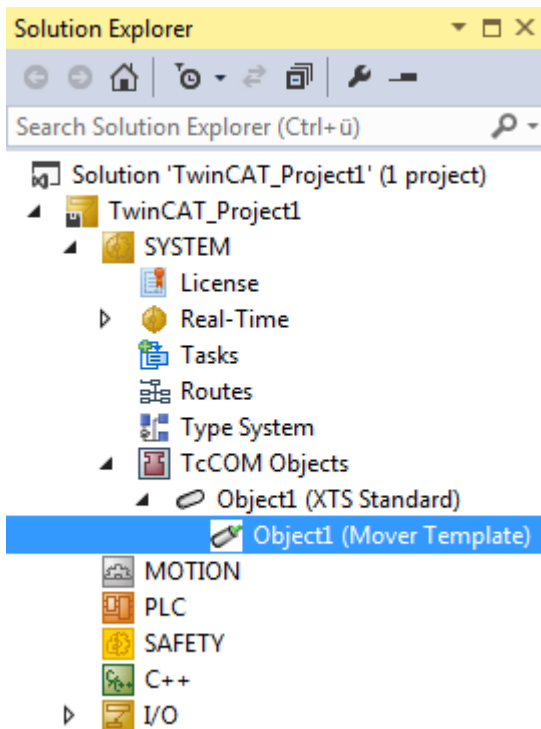 Solution Explorer
Search Solution Explorer (Ctrl+ü)
Solution 'TwinCAT_Project1' (1 project)
TwinCAT_Project1
SYSTEM
License
Real-Time
Tasks
Routes
Type System
TcCOM Objects
Object1 (XTS Standard)
Object1 (Mover Template)
MOTION
PLC
SAFETY
C++
I/O